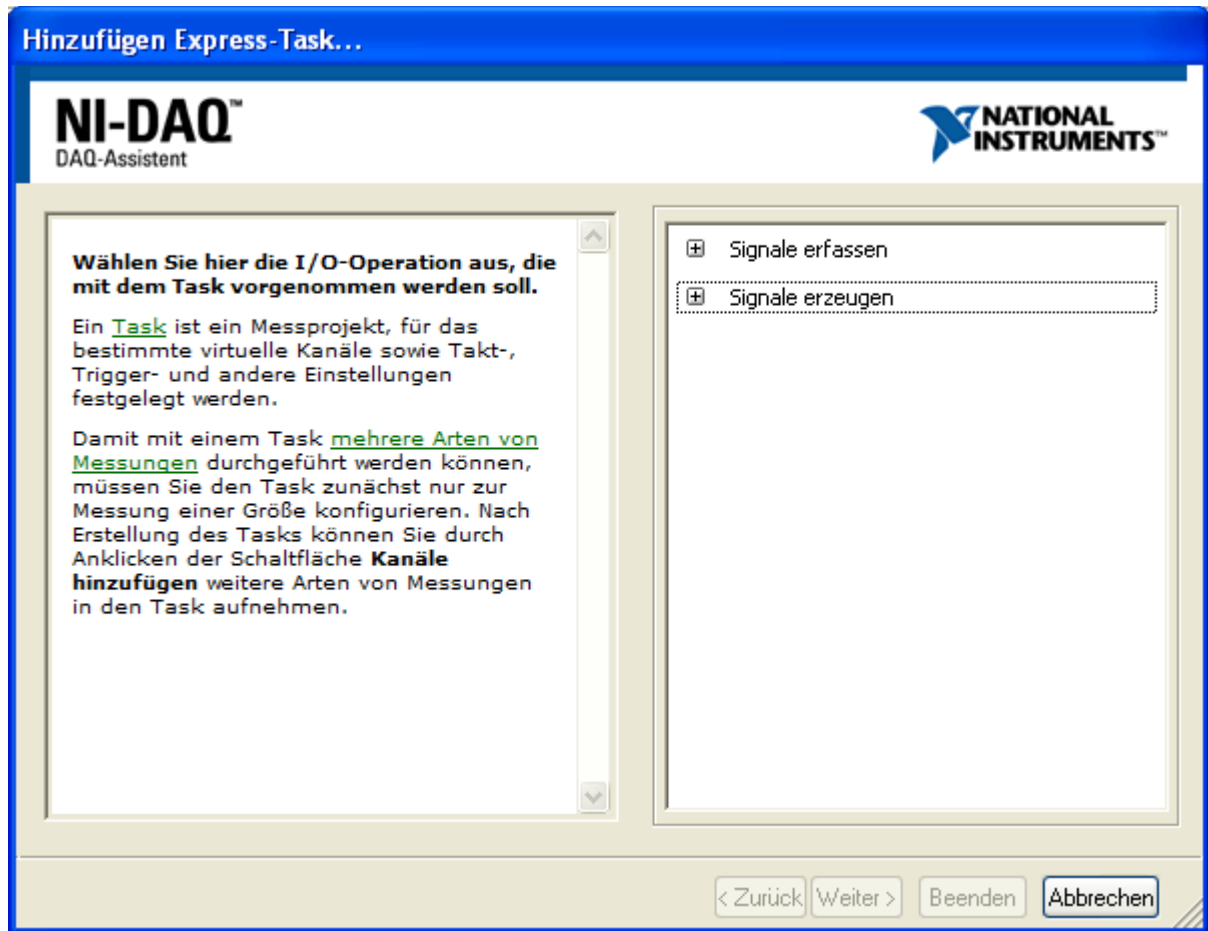 Hinzufügen Express-Task...
NI-DAQ™
DAQ-Assistent
NATIONAL
INSTRUMENTS™
Wählen Sie hier die I/O-Operation aus, die
mit dem Task vorgenommen werden soll.
Ein Task ist ein Messprojekt, für das
bestimmte virtuelle Kanäle sowie Takt-,
Trigger- und andere Einstellungen
festgelegt werden.
Damit mit einem Task mehrere Arten von
Messungen durchgeführt werden können,
müssen Sie den Task zunächst nur zur
Messung einer Größe konfigurieren. Nach
Erstellung des Tasks können Sie durch
Anklicken der Schaltfläche Kanäle
hinzufügen weitere Arten von Messungen
in den Task aufnehmen.
Signale erfassen
Signale erzeugen
< Zurück Weiter > Beenden Abbrechen